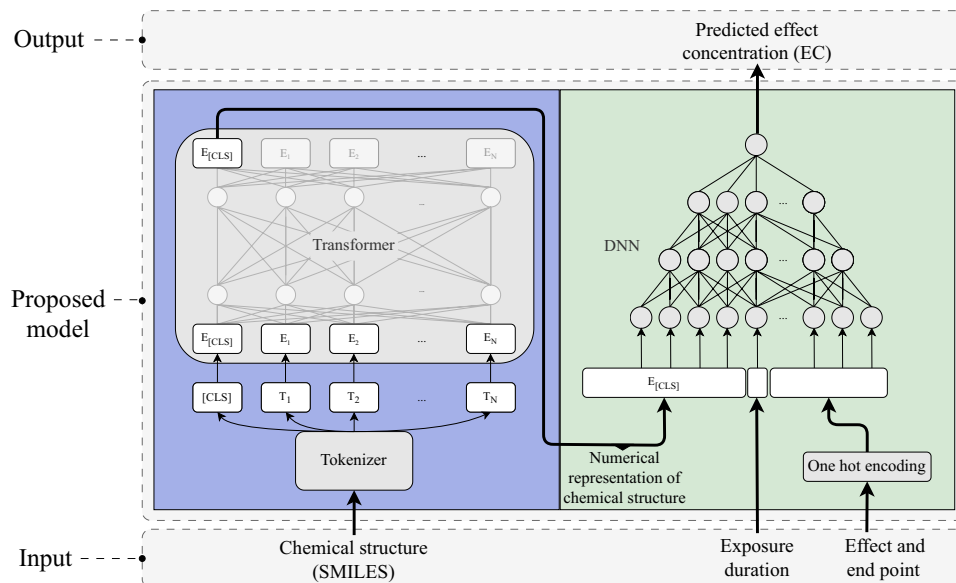 Output
Predicted effect
concentration (EC)
Proposed
model
E[CLS]
E1
E2
...
EN
...
Transformer
...
E[CLS]
E1
E2
...
EN
[CLS]
T1
T2
...
TN
Tokenizer
DNN
...
...
...
E[CLS]
Numerical
representation of
chemical structure
One hot encoding
Input
Chemical structure
(SMILES)
Exposure
duration
Effect and
end point